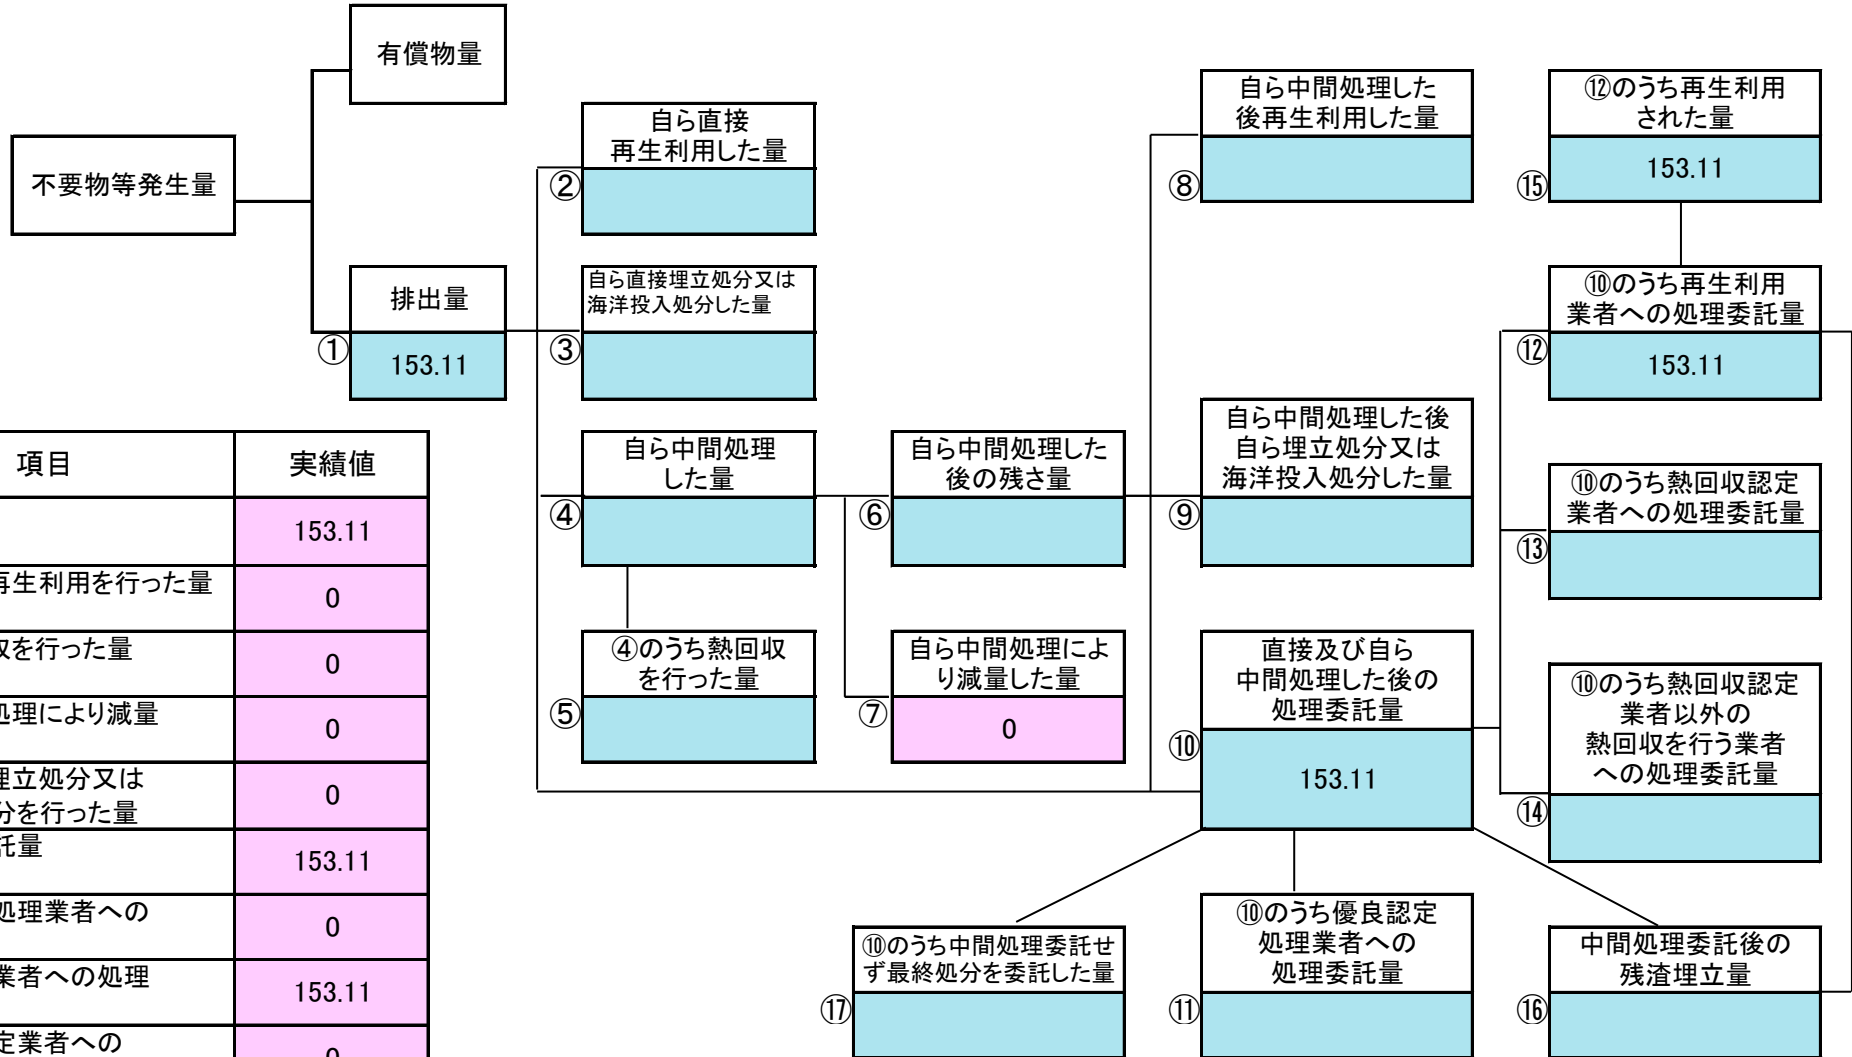 有償物量
不要物等発生量
排出量
①
153.11
自ら直接
再生利用した量
②
自ら直接埋立処分又は
海洋投入処分した量
③
自ら中間処理
した量
④
④のうち熱回収
を行った量
⑤
自ら中間処理した
後の残さ量
⑥
自ら中間処理によ
り減量した量
⑦
0
自ら中間処理した
後再生利用した量
⑧
自ら中間処理した後
自ら埋立処分又は
海洋投入処分した量
⑨
直接及び自ら
中間処理した後の
処理委託量
⑩
153.11
⑫のうち再生利用
された量
⑮
153.11
⑩のうち再生利用
業者への処理委託量
⑫
153.11
⑩のうち熱回収認定
業者への処理委託量
⑬
⑩のうち熱回収認定
業者以外の
熱回収を行う業者
への処理委託量
⑭
⑩のうち中間処理委託せ
ず最終処分を委託した量
⑰
⑩のうち優良認定
処理業者への
処理委託量
⑪
中間処理委託後の
残渣埋立量
⑯
項目 実績値
153.11
再生利用を行った量 0
収を行った量 0
処理により減量 0
埋立処分又は
分を行った量 0
託量 153.11
処理業者への 0
業者への処理 153.11
定業者への 0